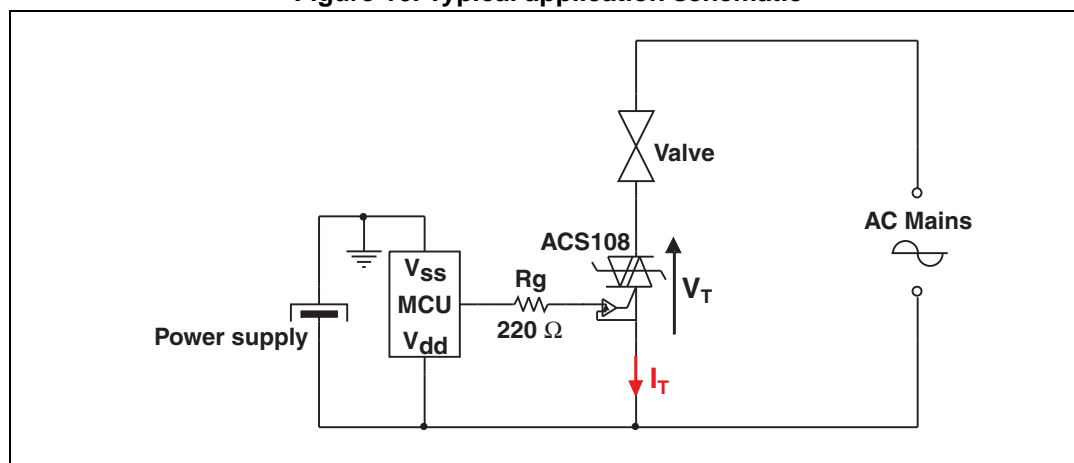 Figure 10. Typical application schematic
Valve
AC Mains
ACS108
VT
Vss
MCU
Vdd
Rg
220 Ω
Power supply
IT